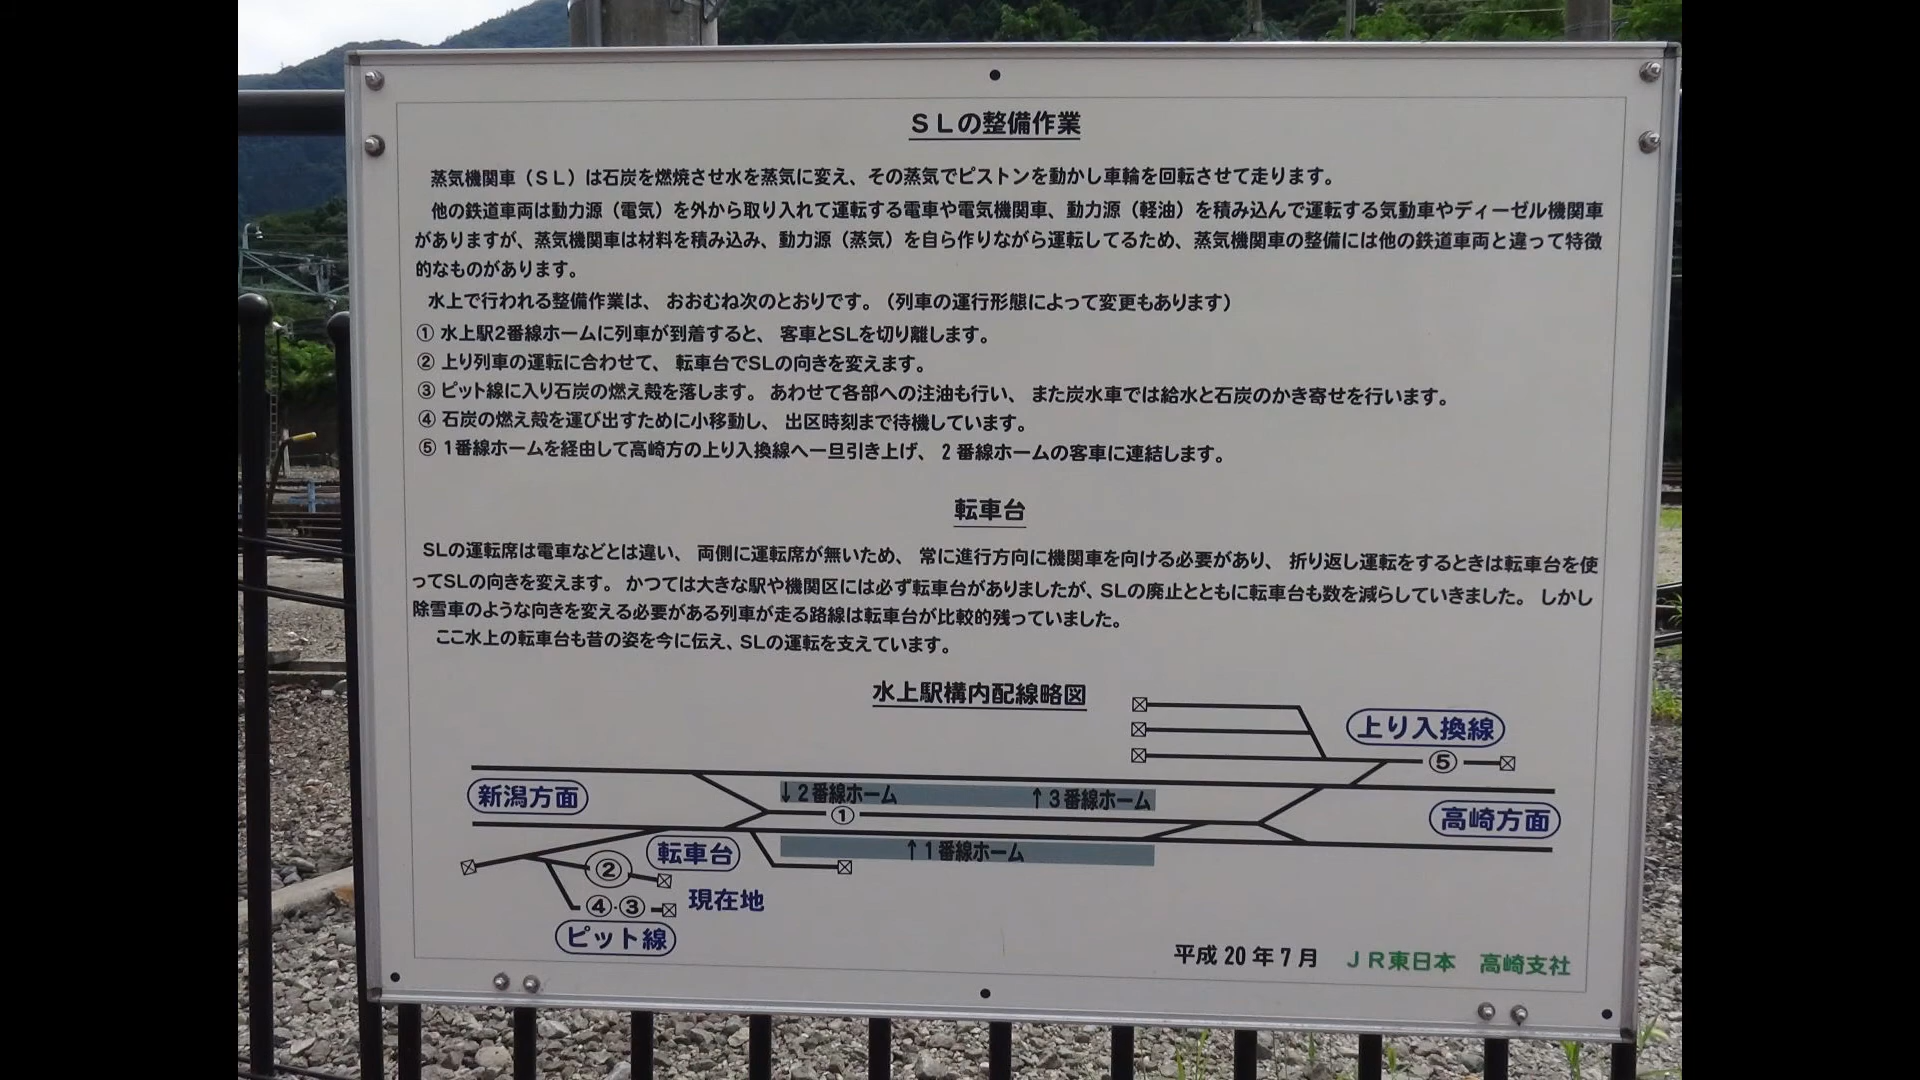 ＳＬの整備作業
蒸気機関車（ＳＬ）は石炭を燃焼させ水を蒸気に変え、その蒸気でピストンを動かし車輪を回転させて走ります。
他の鉄道車両は動力源（電気）を外から取り入れて運転する電車や電気機関車、動力源（軽油）を積み込んで運転する気動車やディーゼル機関車
がありますが、蒸気機関車は材料を積み込み、動力源（蒸気）を自ら作りながら運転してるため、蒸気機関車の整備には他の鉄道車両と違って特徴
的なものがあります。
水上で行われる整備作業は、おおむね次のとおりです。（列車の運行形態によって変更もあります）
① 水上駅2番線ホームに列車が到着すると、客車とSLを切り離します。
② 上り列車の運転に合わせて、転車台でSLの向きを変えます。
③ ピット線に入り石炭の燃え殻を落します。あわせて各部への注油も行い、また炭水車では給水と石炭のかき寄せを行います。
④ 石炭の燃え殻を運び出すために小移動し、出区時刻まで待機しています。
⑤ 1番線ホームを経由して高崎方の上り入換線へ一旦引き上げ、2番線ホームの客車に連結します。
転車台
SLの運転席は電車などとは違い、両側に運転席が無いため、常に進行方向に機関車を向ける必要があり、折り返し運転をするときは転車台を使
ってSLの向きを変えます。かつては大きな駅や機関区には必ず転車台がありましたが、SLの廃止とともに転車台も数を減らしていきました。しかし
除雪車のような向きを変える必要がある列車が走る路線は転車台が比較的残っていました。
ここ水上の転車台も昔の姿を今に伝え、SLの運転を支えています。
水上駅構内配線略図
上り入換線
⑤
新潟方面
↓2番線ホーム ↑3番線ホーム
①
高崎方面
転車台
↑1番線ホーム
②
④・③
現在地
ピット線
平成20年7月 ＪＲ東日本 高崎支社